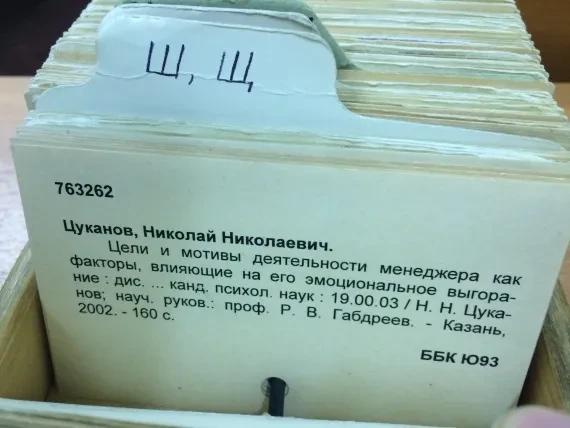 Ш, Щ
763262
Цуканов, Николай Николаевич.
Цели и мотивы деятельности менеджера как
факторы, влияющие на его эмоциональное выгора-
ние : дис. ... канд. психол. наук : 19.00.03 / Н. Н. Цука-
нов; науч. руков.: проф. Р. В. Габдреев. - Казань,
2002. - 160 с.
ББК Ю93